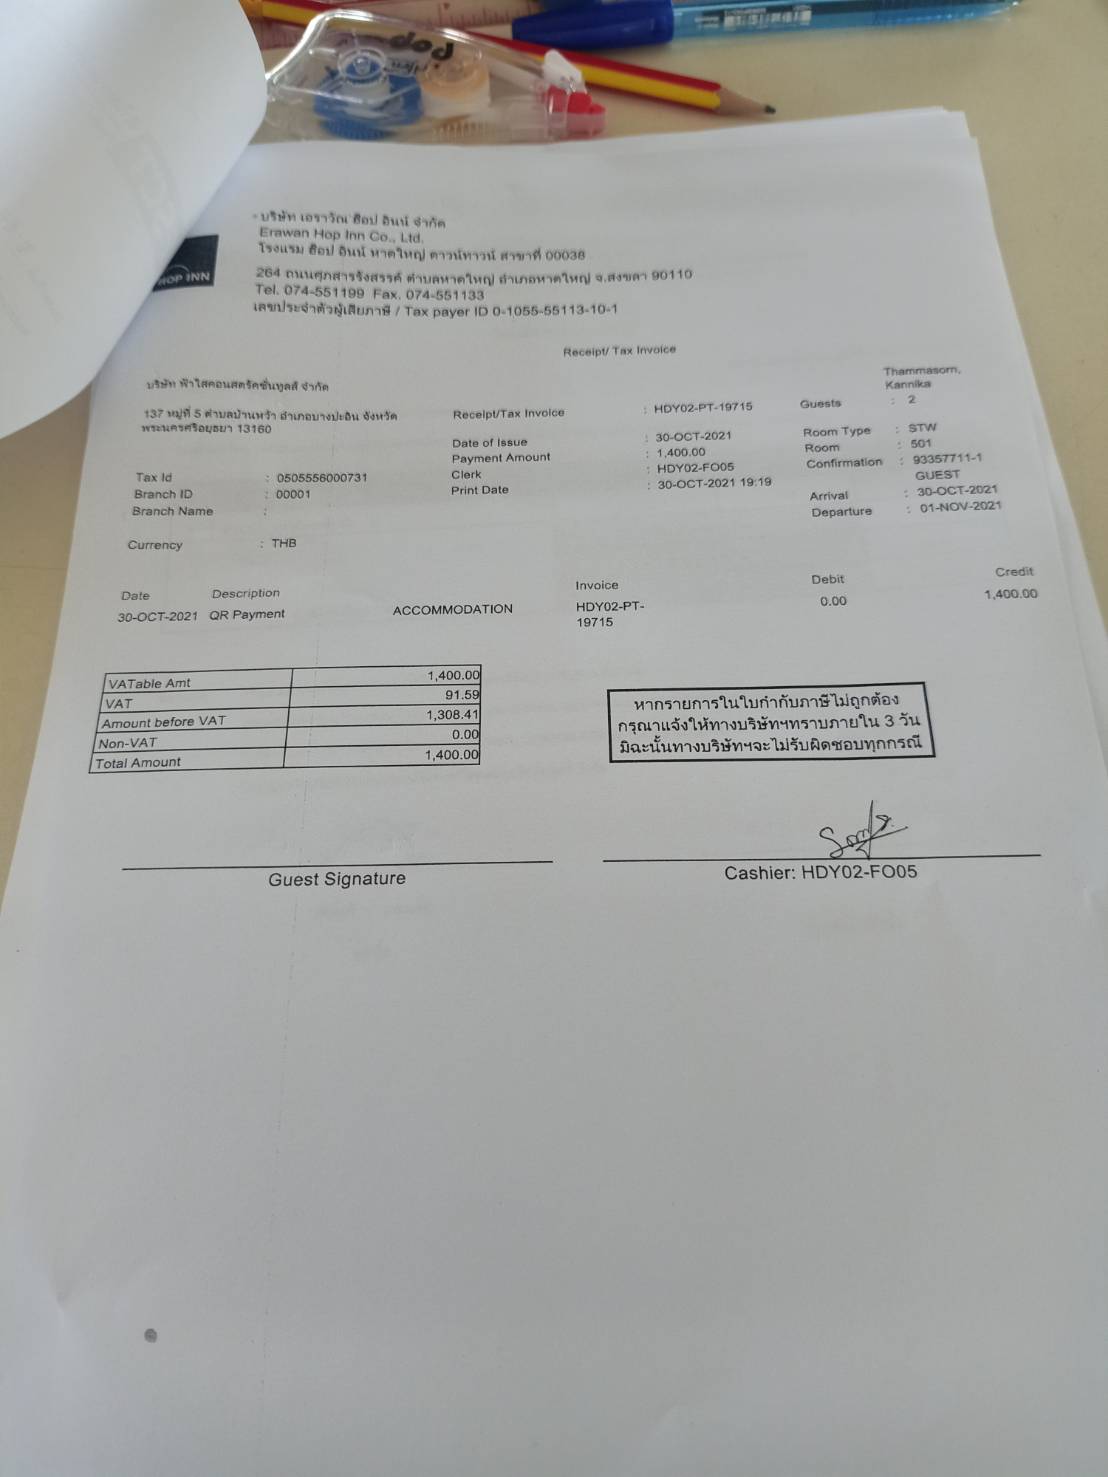 POP
HOP INN
บริษัท เอราวัณ ฮ็อป อินน์ จำกัด
Erawan Hop Inn Co., Ltd.
โรงแรม ฮ็อป อินน์ หาดใหญ่ ดาวน์ทาวน์ สาขาที่ 00038
264 ถนนศุภสารรังสรรค์ ตำบลหาดใหญ่ อำเภอหาดใหญ่ จ.สงขลา 90110
Tel. 074-551199 Fax. 074-551133
เลขประจำตัวผู้เสียภาษี / Tax payer ID 0-1055-55113-10-1
Receipt/ Tax Invoice
บริษัท ฟ้าใสคอนสตรัคชั่นทูลส์ จำกัด
137 หมู่ที่ 5 ตำบลบ้านหว้า อำเภอบางปะอิน จังหวัด
พระนครศรีอยุธยา 13160
Tax Id : 0505556000731
Branch ID : 00001
Branch Name :
Currency : THB
Receipt/Tax Invoice : HDY02-PT-19715
Date of Issue : 30-OCT-2021
Payment Amount : 1,400.00
Clerk : HDY02-FO05
Print Date : 30-OCT-2021 19:19
Thammasorn,
Kannika
Guests : 2
Room Type : STW
Room : 501
Confirmation : 93357711-1
GUEST
Arrival : 30-OCT-2021
Departure : 01-NOV-2021
Date Description Invoice Debit Credit
30-OCT-2021 QR Payment ACCOMMODATION HDY02-PT- 0.00 1,400.00
19715
VATable Amt 1,400.00
VAT 91.59
Amount before VAT 1,308.41
Non-VAT 0.00
Total Amount 1,400.00
หากรายการในใบกำกับภาษีไม่ถูกต้อง
กรุณาแจ้งให้ทางบริษัทฯทราบภายใน 3 วัน
มิฉะนั้นทางบริษัทฯจะไม่รับผิดชอบทุกกรณี
Guest Signature
Cashier: HDY02-FO05